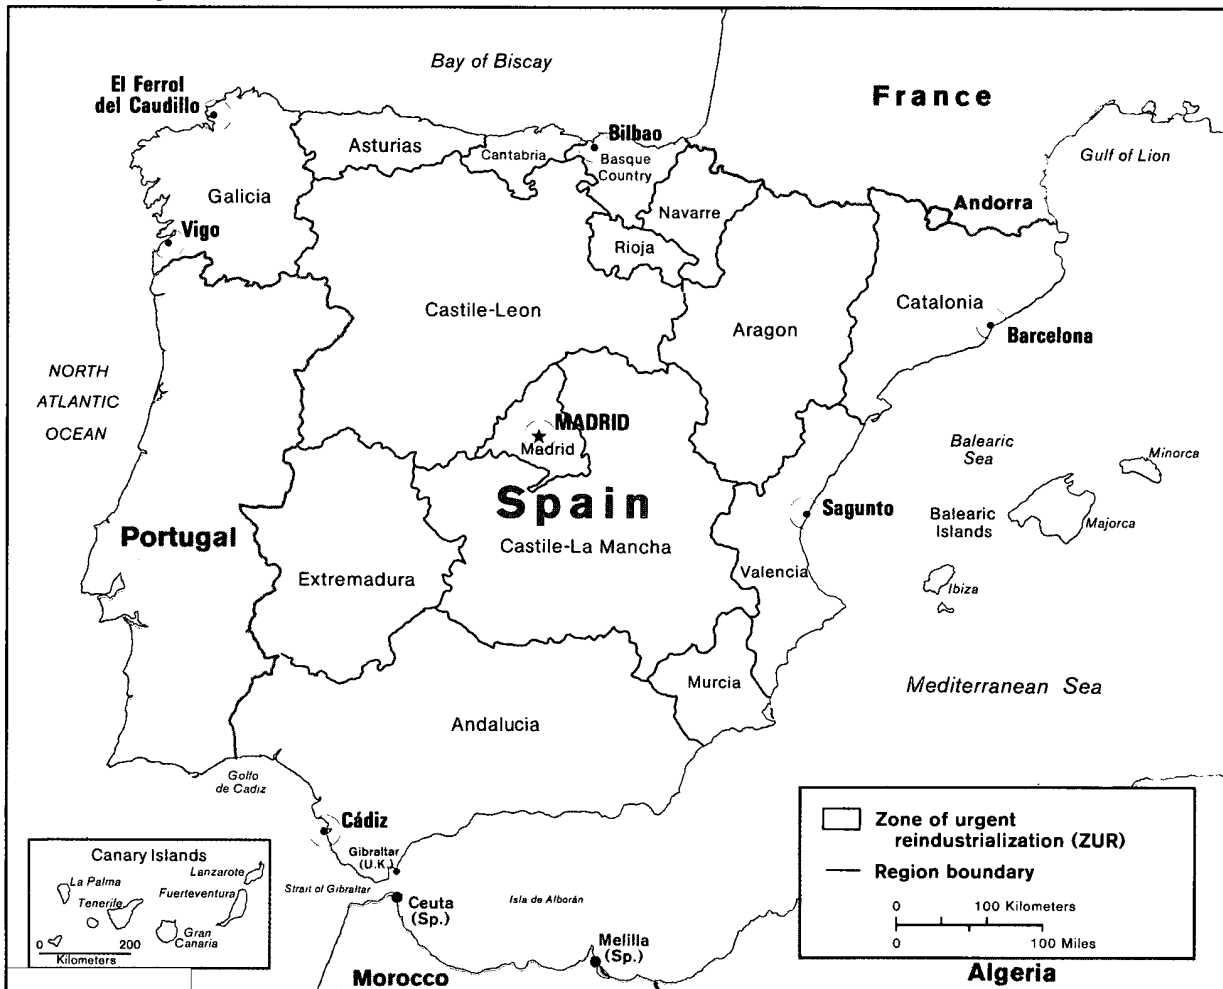 Bay of Biscay
France
El Ferrol
del Caudillo
Bilbao
Asturias
Cantabria
Basque
Country
Gulf of Lion
Galicia
Andorra
Navarre
Vigo
Rioja
Castile-Leon
Catalonia
Aragon
Barcelona
NORTH
ATLANTIC
OCEAN
MADRID
Madrid
Balearic
Sea
Minorca
Spain
Sagunto
Balearic
Islands
Majorca
Portugal
Castile-La Mancha
Extremadura
Valencia
Ibiza
Murcia
Mediterranean Sea
Andalucia
Golfo
de Cadiz
Cádiz
Gibraltar
(U.K.)
Strait of Gibraltar
Ceuta
(Sp.)
Isla de Alborán
Melilla
(Sp.)
Morocco
Algeria
Canary Islands
Lanzarote
La Palma
Fuerteventura
Tenerife
Gran
Canaria
0 200
Kilometers
Zone of urgent
reindustrialization (ZUR)
Region boundary
0 100 Kilometers
0 100 Miles